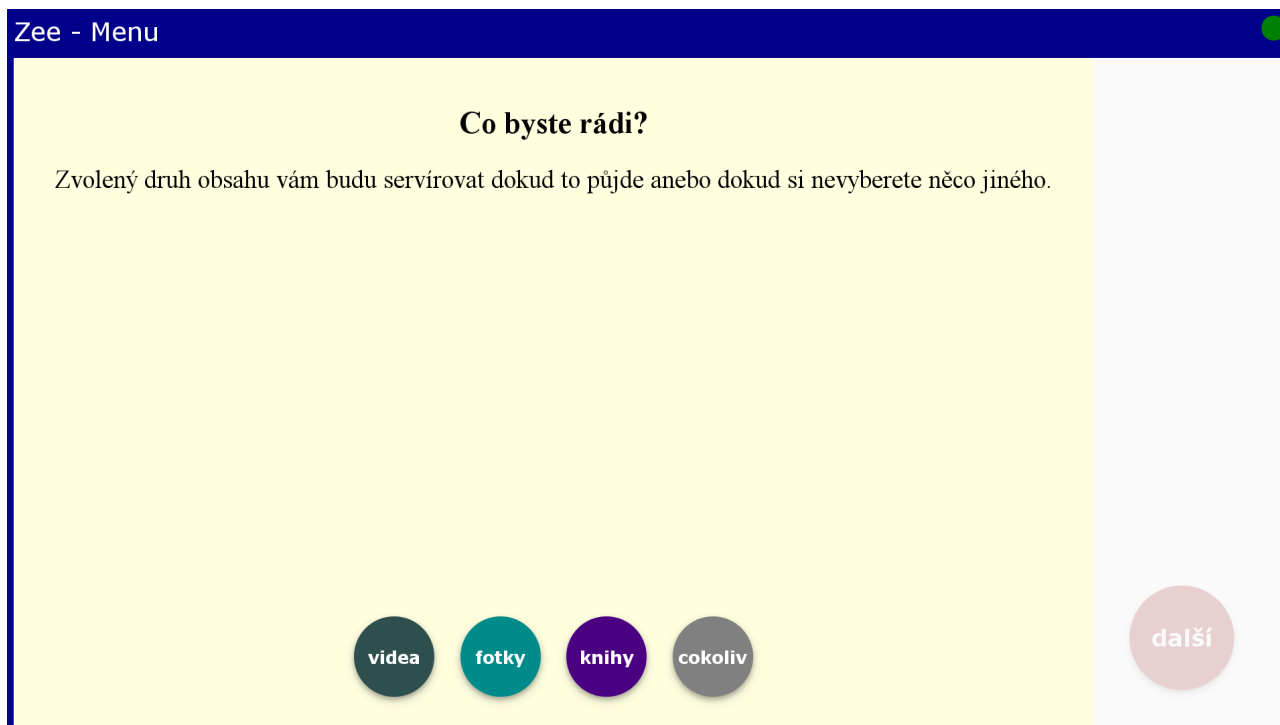 Zee - Menu
Co byste rádi?
Zvolený druh obsahu vám budu servírovat dokud to půjde anebo dokud si nevyberete něco jiného.
videa
fotky
knihy
cokoliv
další